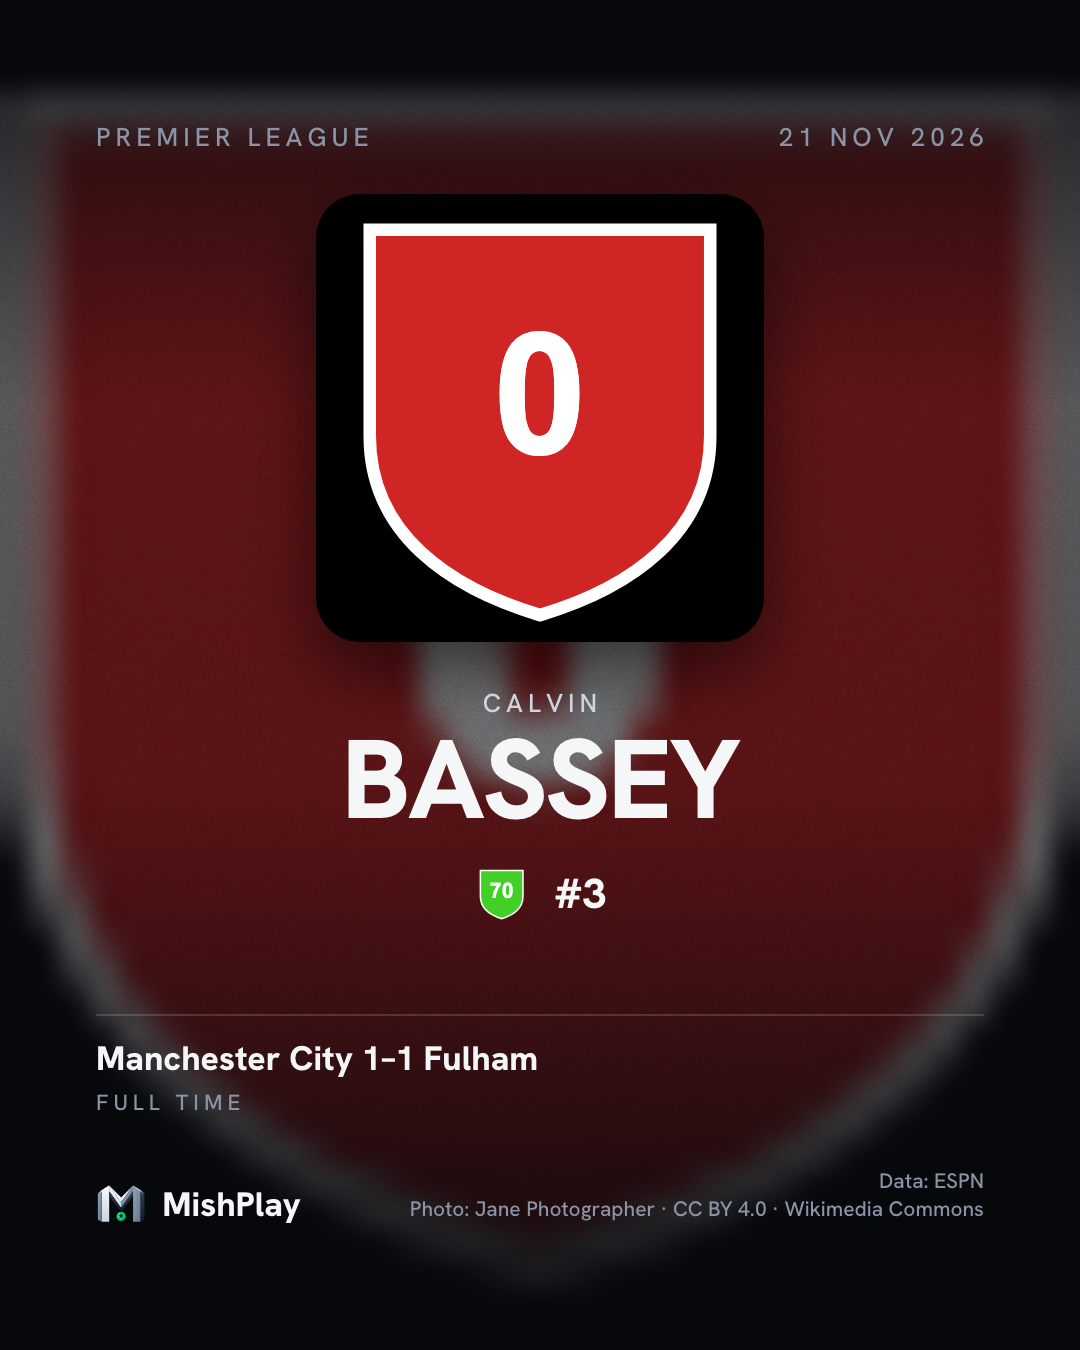 PREMIER LEAGUE
21 NOV 2026
0
CALVIN
BASSEY
70 #3
Manchester City 1–1 Fulham
FULL TIME
Data: ESPN
MishPlay
Photo: Jane Photographer · CC BY 4.0 · Wikimedia Commons